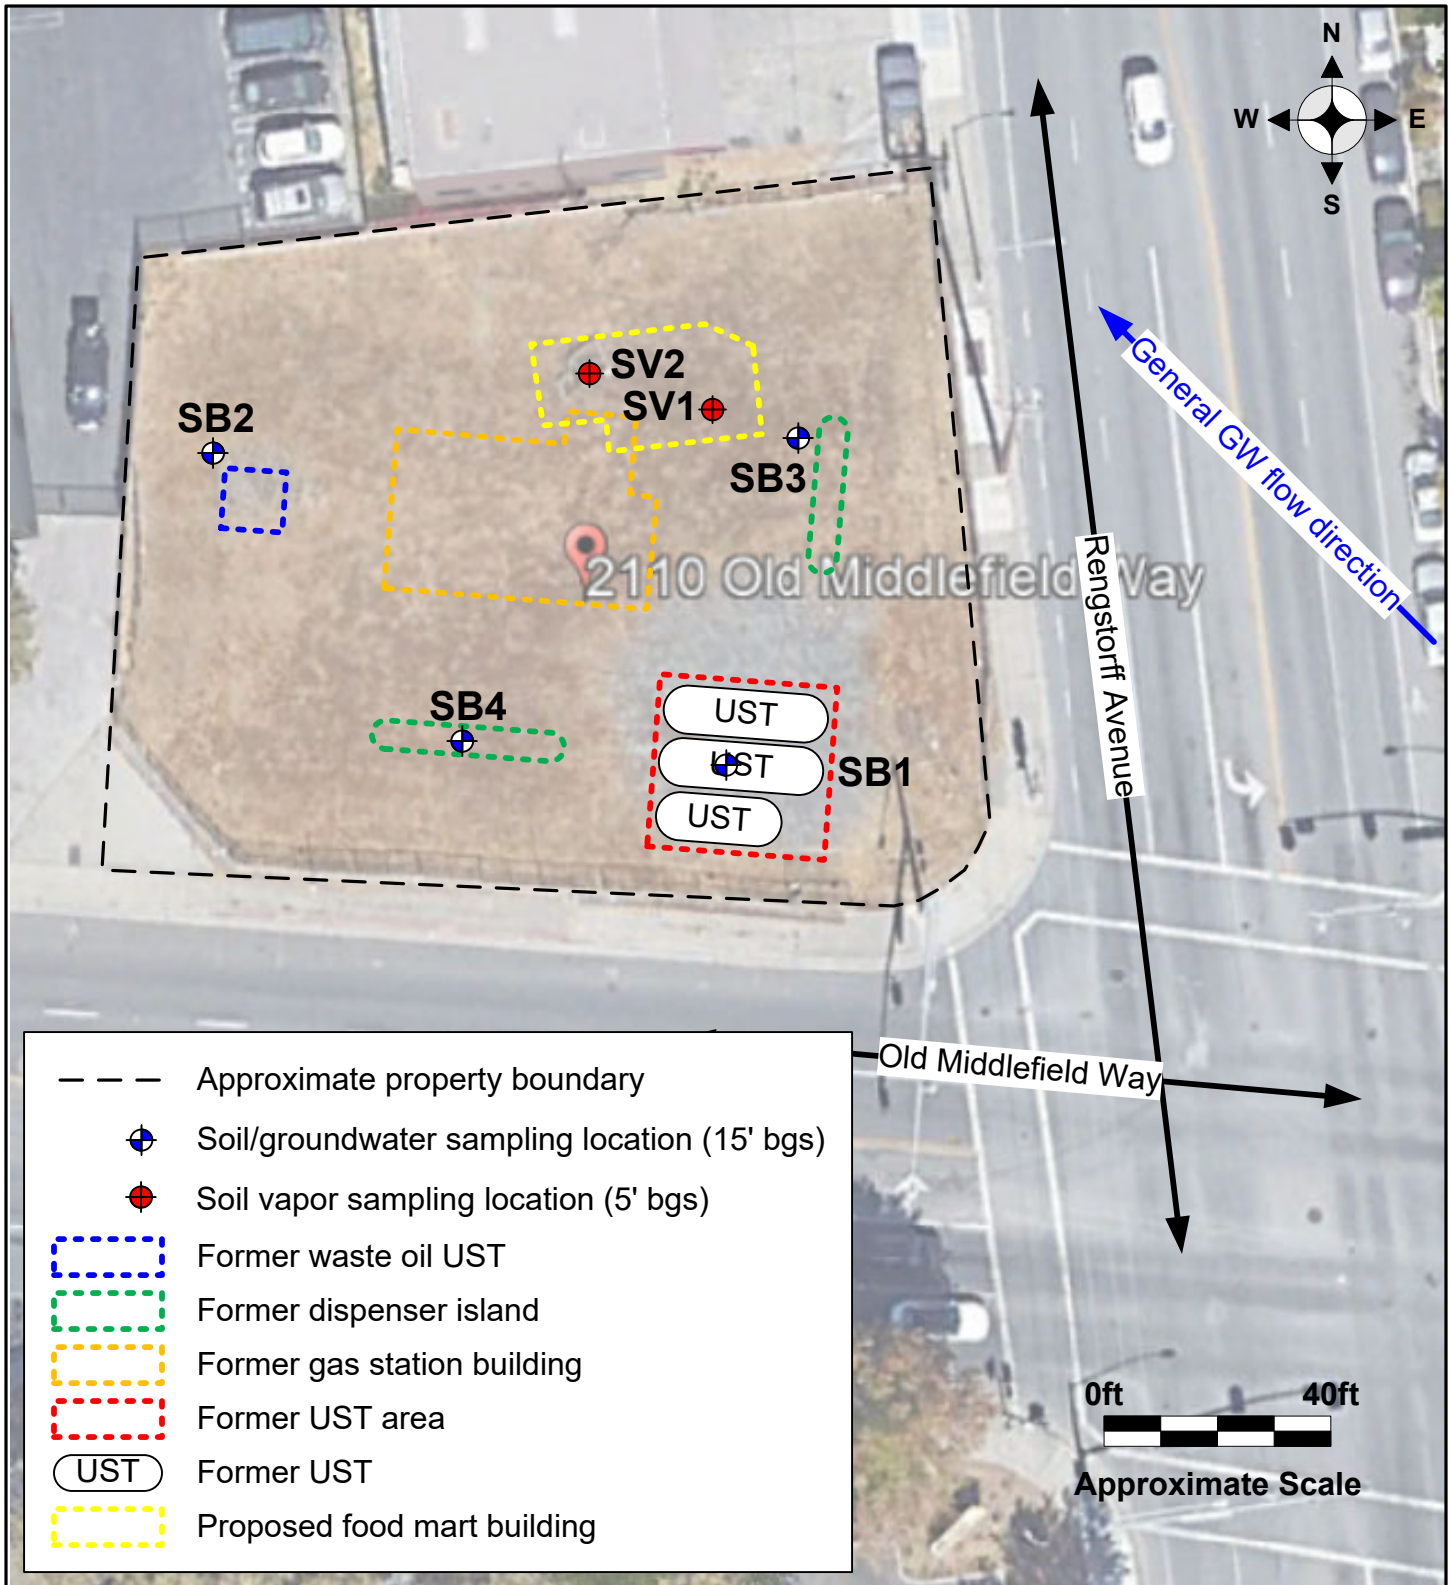 N
W
E
S
SV2
SV1
SB2
SB3
General GW flow direction
2110 Old Middlefield Way
Rengstorff Avenue
SB4
UST
UST
SB1
UST
Old Middlefield Way
Approximate property boundary
Soil/groundwater sampling location (15' bgs)
Soil vapor sampling location (5' bgs)
Former waste oil UST
Former dispenser island
Former gas station building
Former UST area
UST
Former UST
Proposed food mart building
0ft
40ft
Approximate Scale